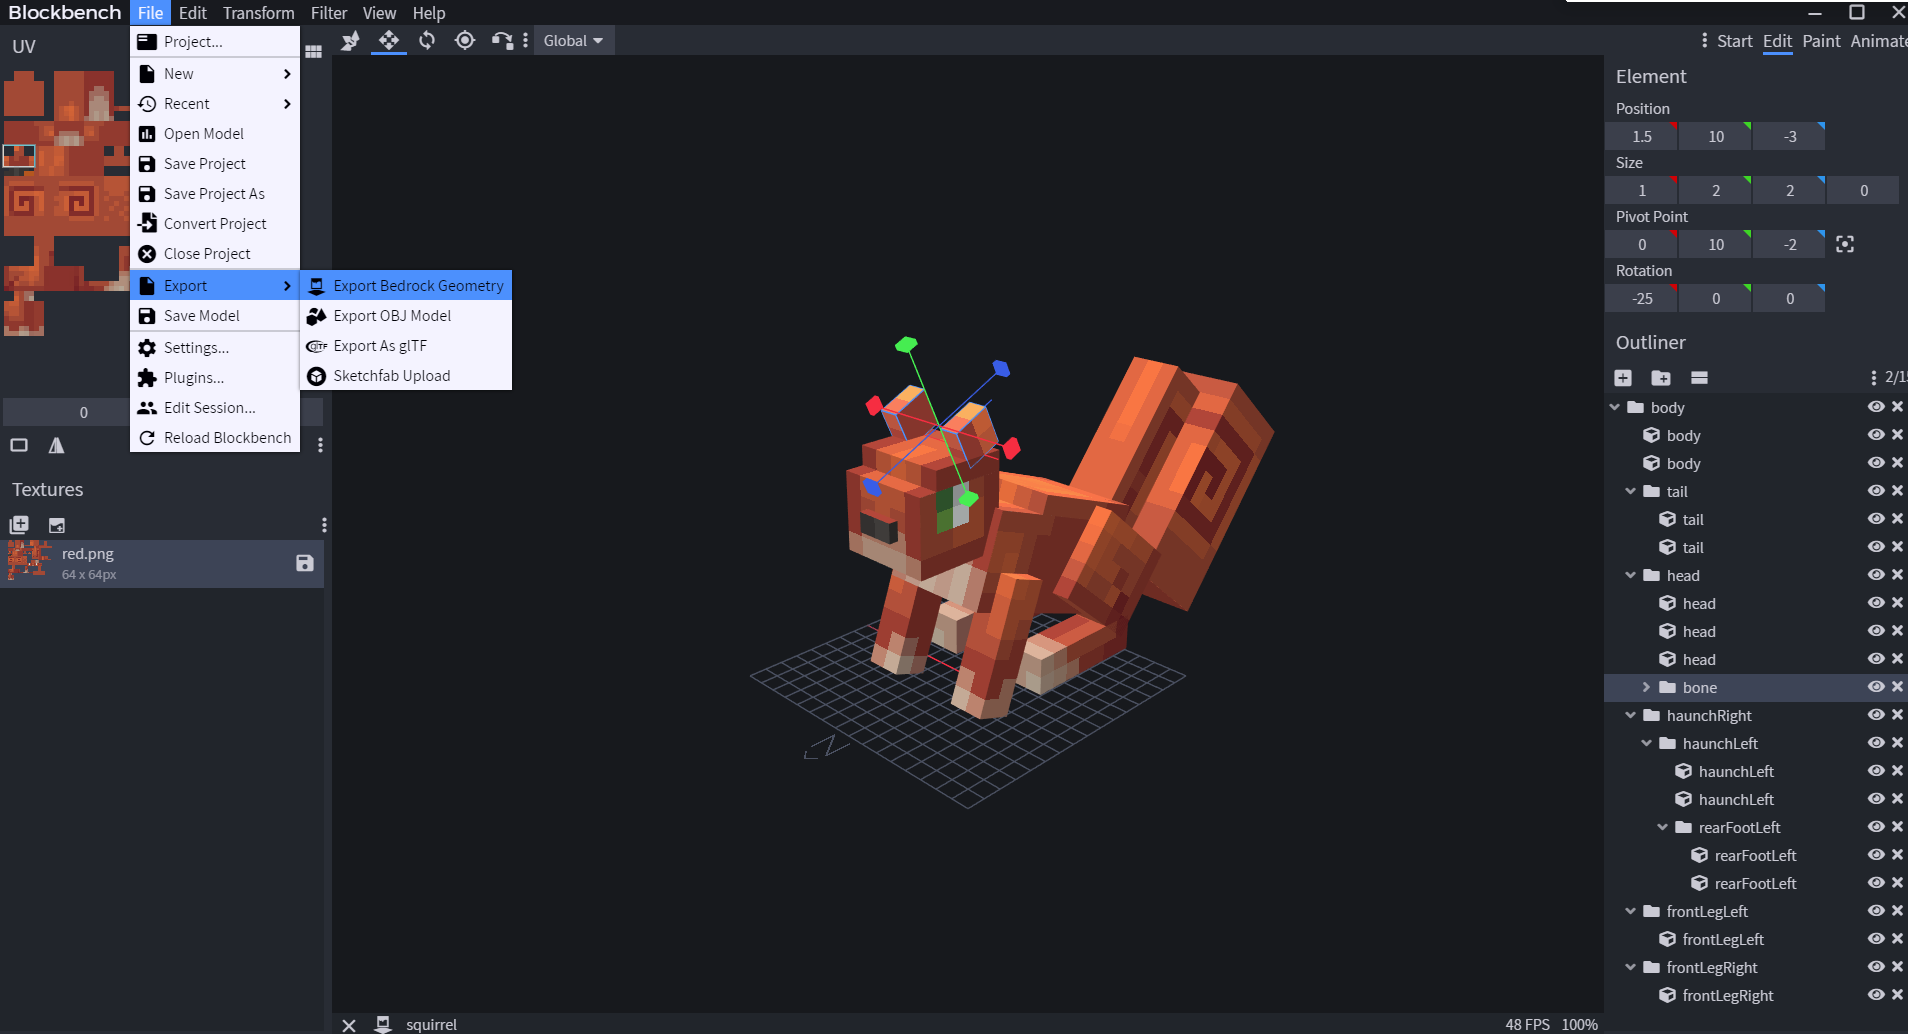 Blockbench File Edit Transform Filter View Help
UV
Project...
New
Recent
Open Model
Save Project
Save Project As
Convert Project
Close Project
Export
Save Model
Settings...
Plugins...
Edit Session...
Reload Blockbench
Export Bedrock Geometry
Export OBJ Model
glTF Export As glTF
Sketchfab Upload
0
Textures
red.png
64 x 64px
Global
Start Edit Paint Animate
Element
Position
1.5 10 -3
Size
1 2 2 0
Pivot Point
0 10 -2
Rotation
-25 0 0
Outliner
2/15
body
body
body
tail
tail
tail
head
head
head
head
bone
haunchRight
haunchLeft
haunchLeft
haunchLeft
rearFootLeft
rearFootLeft
rearFootLeft
frontLegLeft
frontLegLeft
frontLegRight
frontLegRight
squirrel
48 FPS 100%